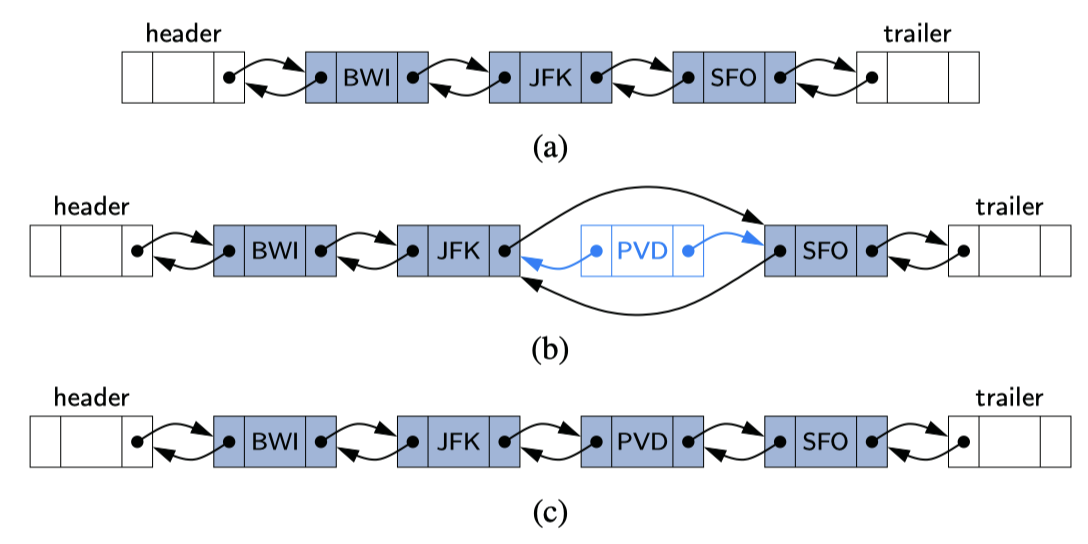 header trailer
BWI JFK SFO
(a)
header trailer
BWI JFK PVD SFO
(b)
header trailer
BWI JFK PVD SFO
(c)